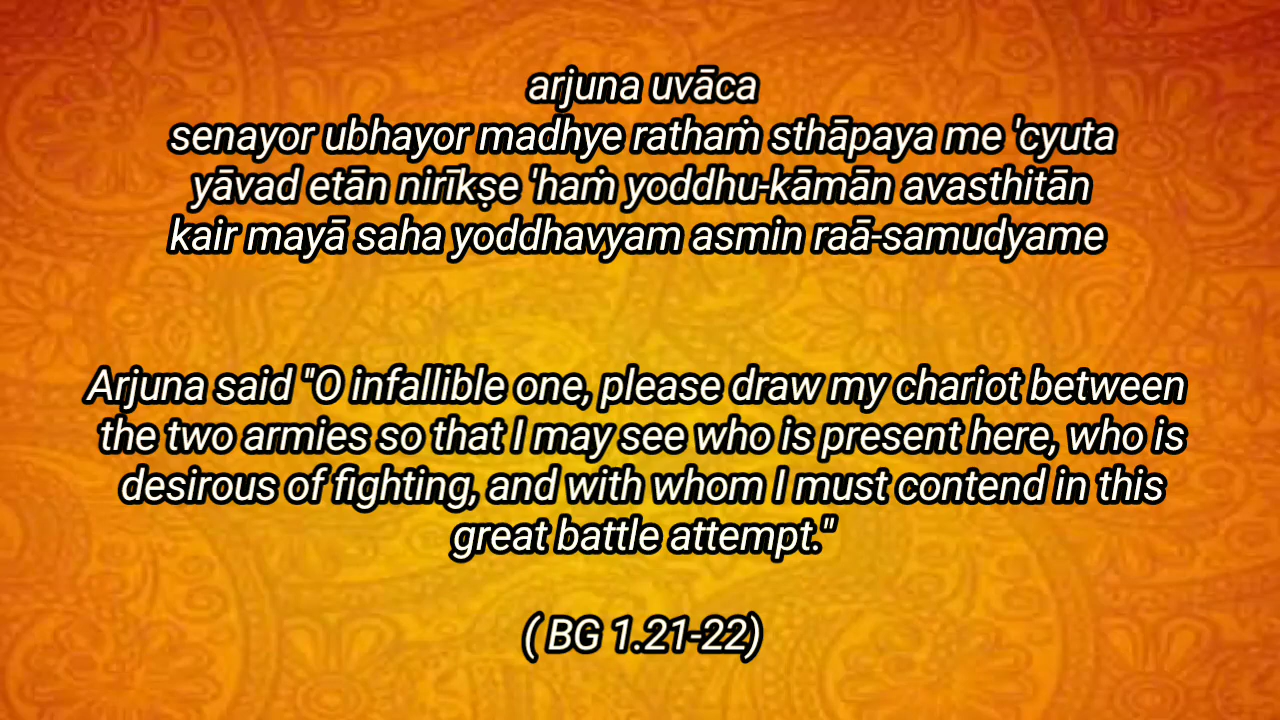 arjuna uvāca
senayor ubhayor madhye rathaṁ sthāpaya me 'cyuta
yāvad etān nirīkṣe 'haṁ yoddhu-kāmān avasthitān
kair mayā saha yoddhavyam asmin raā-samudyame
Arjuna said "O infallible one, please draw my chariot between
the two armies so that I may see who is present here, who is
desirous of fighting, and with whom I must contend in this
great battle attempt."
( BG 1.21-22)